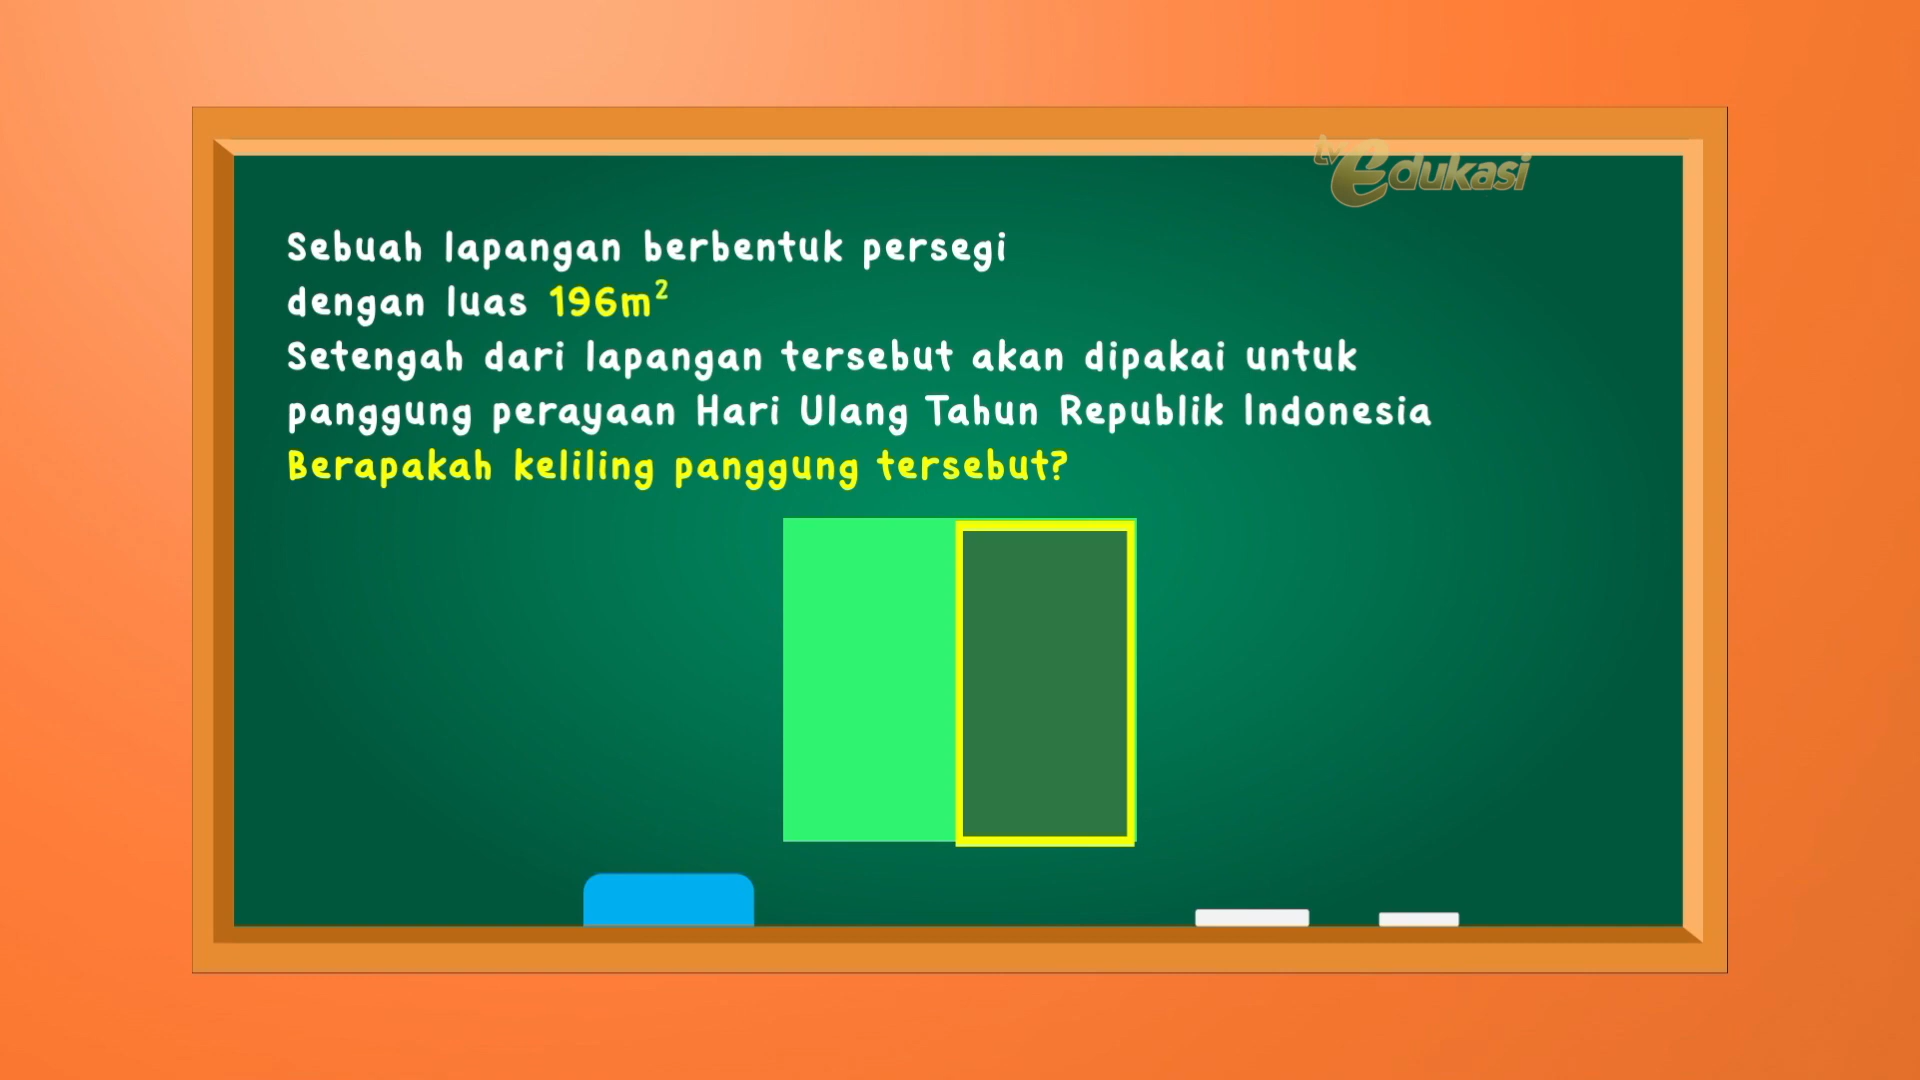 tv edukasi
Sebuah lapangan berbentuk persegi
dengan luas 196m²
Setengah dari lapangan tersebut akan dipakai untuk
panggung perayaan Hari Ulang Tahun Republik Indonesia
Berapakah keliling panggung tersebut?